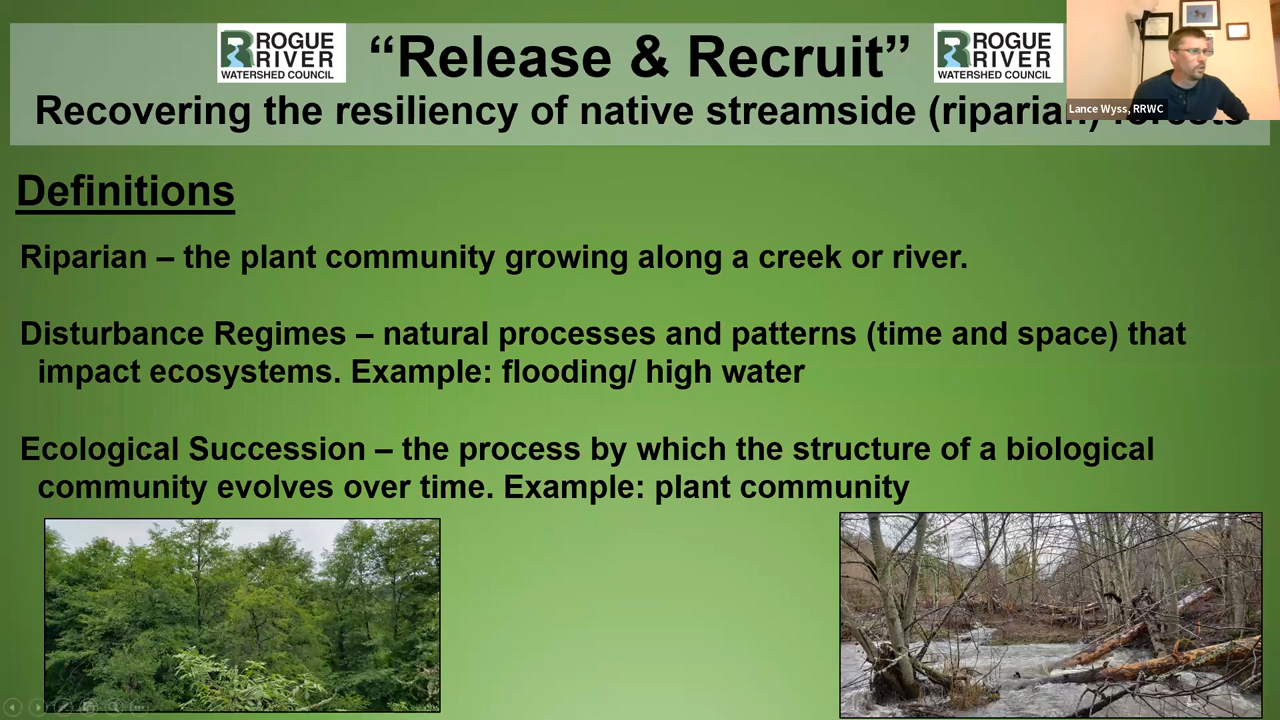 ROGUE
RIVER
WATERSHED COUNCIL
“Release & Recruit”
ROGUE
RIVER
WATERSHED COUNCIL
Recovering the resiliency of native streamside (riparian) forests
Lance Wyss, RRWC
Definitions
Riparian – the plant community growing along a creek or river.
Disturbance Regimes – natural processes and patterns (time and space) that
impact ecosystems. Example: flooding/ high water
Ecological Succession – the process by which the structure of a biological
community evolves over time. Example: plant community